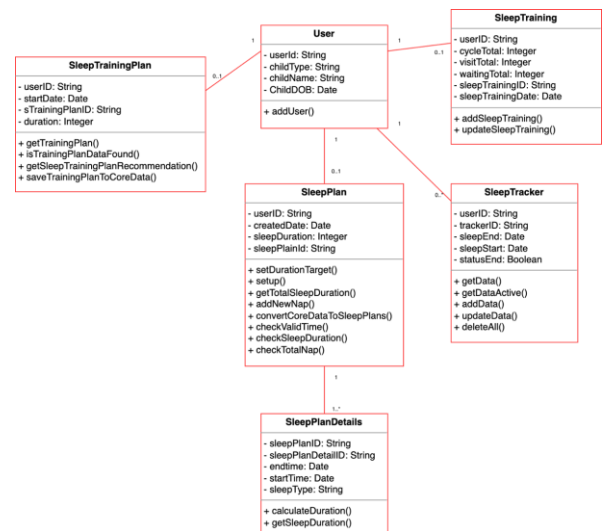 SleepTraining
- userID: String
- cycleTotal: Integer
- visitTotal: Integer
- waitingTotal: Integer
- sleepTrainingID: String
- sleepTrainingDate: Date
+ addSleepTraining()
+ updateSleepTraining()
User
- userId: String
- childType: String
- childName: String
- ChildDOB: Date
+ addUser()
1
1
0..1
0..1
1
1
SleepTrainingPlan
- userID: String
- startDate: Date
- sTrainingPlanID: String
- duration: Integer
+ getTrainingPlan()
+ isTrainingPlanDataFound()
+ getSleepTrainingPlanRecommendation()
+ saveTrainingPlanToCoreData()
0.1
0..*
SleepPlan
- userID: String
- createdDate: Date
- sleepDuration: Integer
- sleepPlainId: String
+ setDurationTarget()
+ setup()
+ getTotalSleepDuration()
+ addNewNap()
+ convertCoreDataToSleepPlans()
+ checkValidTime()
+ checkSleepDuration()
+ checkTotalNap()
SleepTracker
- userID: String
- trackerID: String
- sleepEnd: Date
- sleepStart: Date
- statusEnd: Boolean
+ getData()
+ getDataActive()
+ addData()
+ updateData()
+ deleteAll()
1
1..*
SleepPlanDetails
- sleepPlanID: String
- sleepPlanDetailID: String
- endtime: Date
- startTime: Date
- sleepType: String
+ calculateDuration()
+ getSleepDuration()